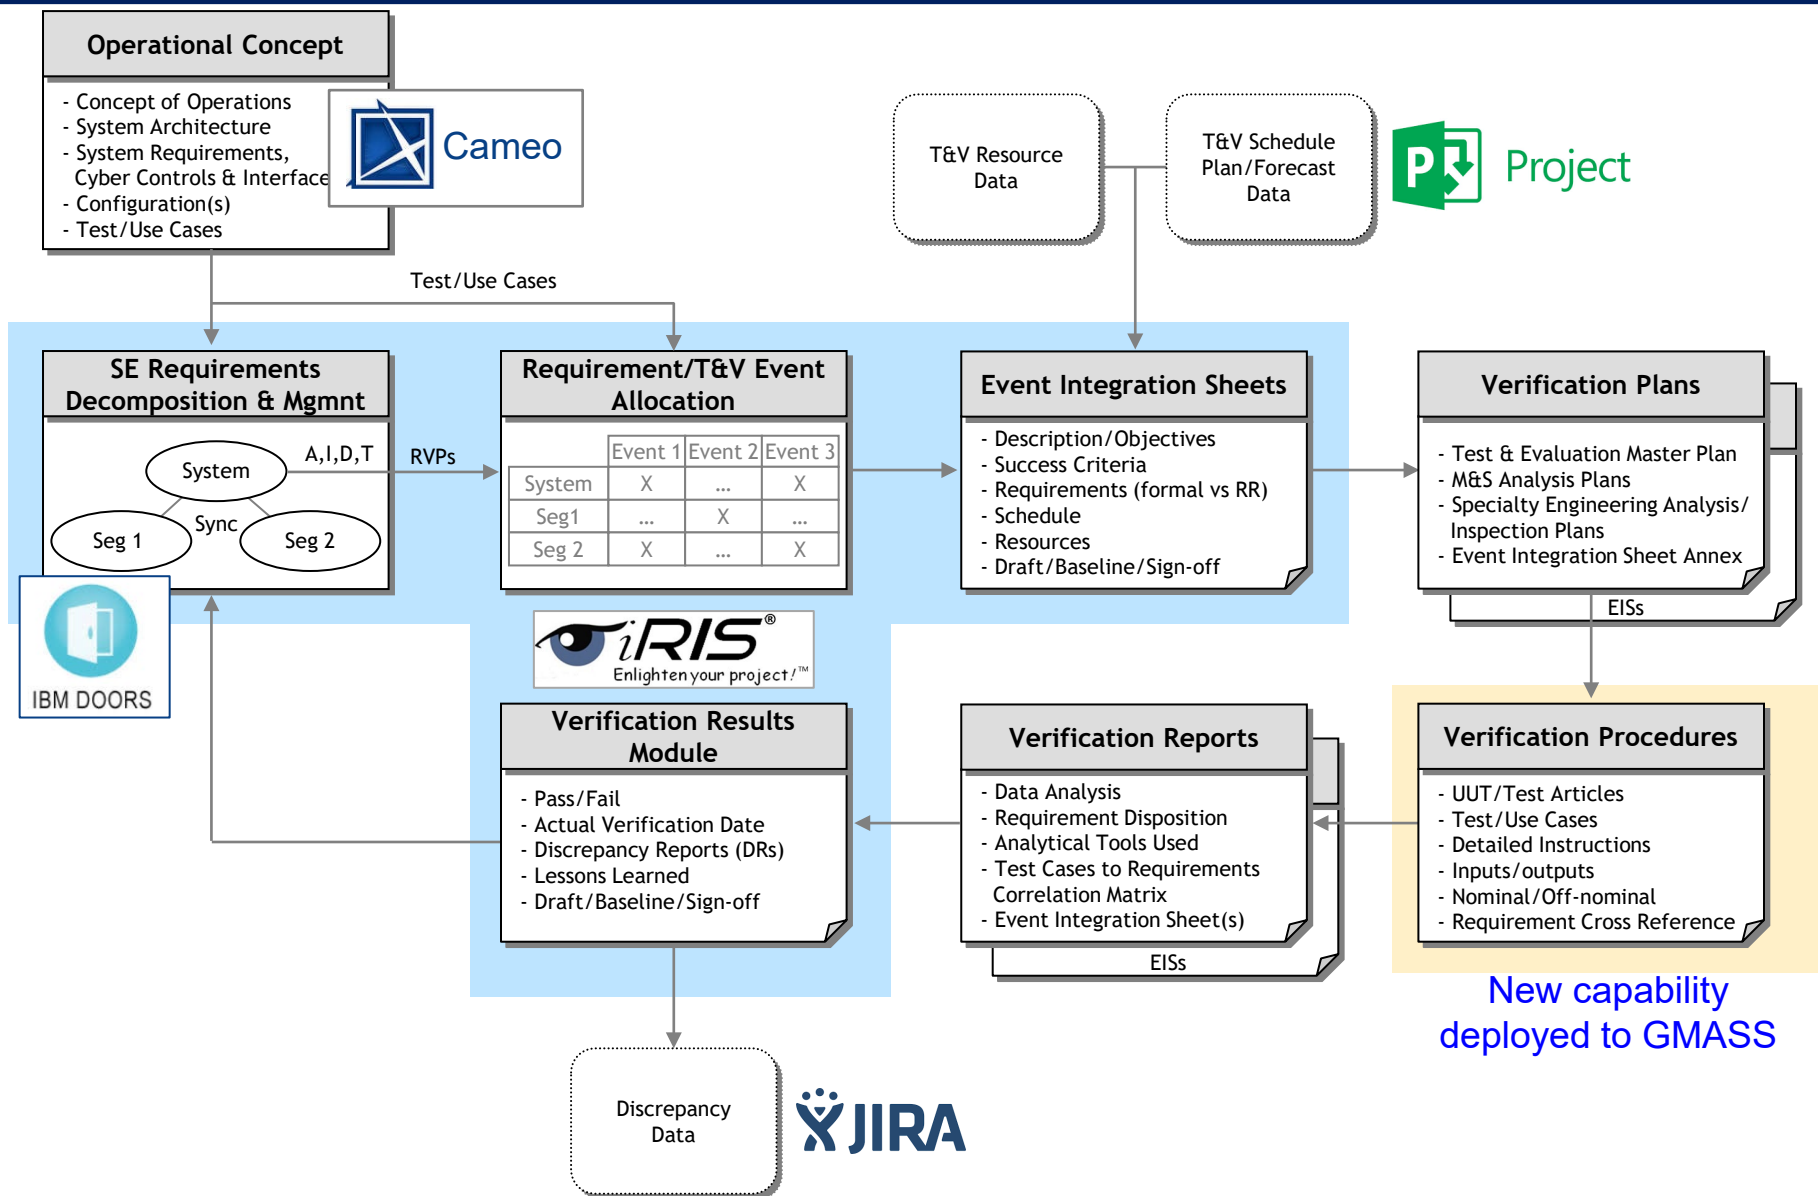 Operational Concept
- Concept of Operations
- System Architecture
- System Requirements,
Cyber Controls & Interface
- Configuration(s)
- Test/Use Cases
Cameo
T&V Resource
Data
T&V Schedule
Plan/Forecast
Data
Project
Test/Use Cases
SE Requirements
Decomposition & Mgmnt
System
A,I,D,T
Sync
Seg 1
Seg 2
RVPs
IBM DOORS
Requirement/T&V Event
Allocation
Event 1 Event 2 Event 3
System X ... X
Seg1 ... X ...
Seg 2 X ... X
iRIS®
Enlighten your project!™
Event Integration Sheets
- Description/Objectives
- Success Criteria
- Requirements (formal vs RR)
- Schedule
- Resources
- Draft/Baseline/Sign-off
Verification Plans
- Test & Evaluation Master Plan
- M&S Analysis Plans
- Specialty Engineering Analysis/
Inspection Plans
- Event Integration Sheet Annex
EISs
Verification Results
Module
- Pass/Fail
- Actual Verification Date
- Discrepancy Reports (DRs)
- Lessons Learned
- Draft/Baseline/Sign-off
Verification Reports
- Data Analysis
- Requirement Disposition
- Analytical Tools Used
- Test Cases to Requirements
Correlation Matrix
- Event Integration Sheet(s)
EISs
Verification Procedures
- UUT/Test Articles
- Test/Use Cases
- Detailed Instructions
- Inputs/outputs
- Nominal/Off-nominal
- Requirement Cross Reference
New capability
deployed to GMASS
Discrepancy
Data
JIRA